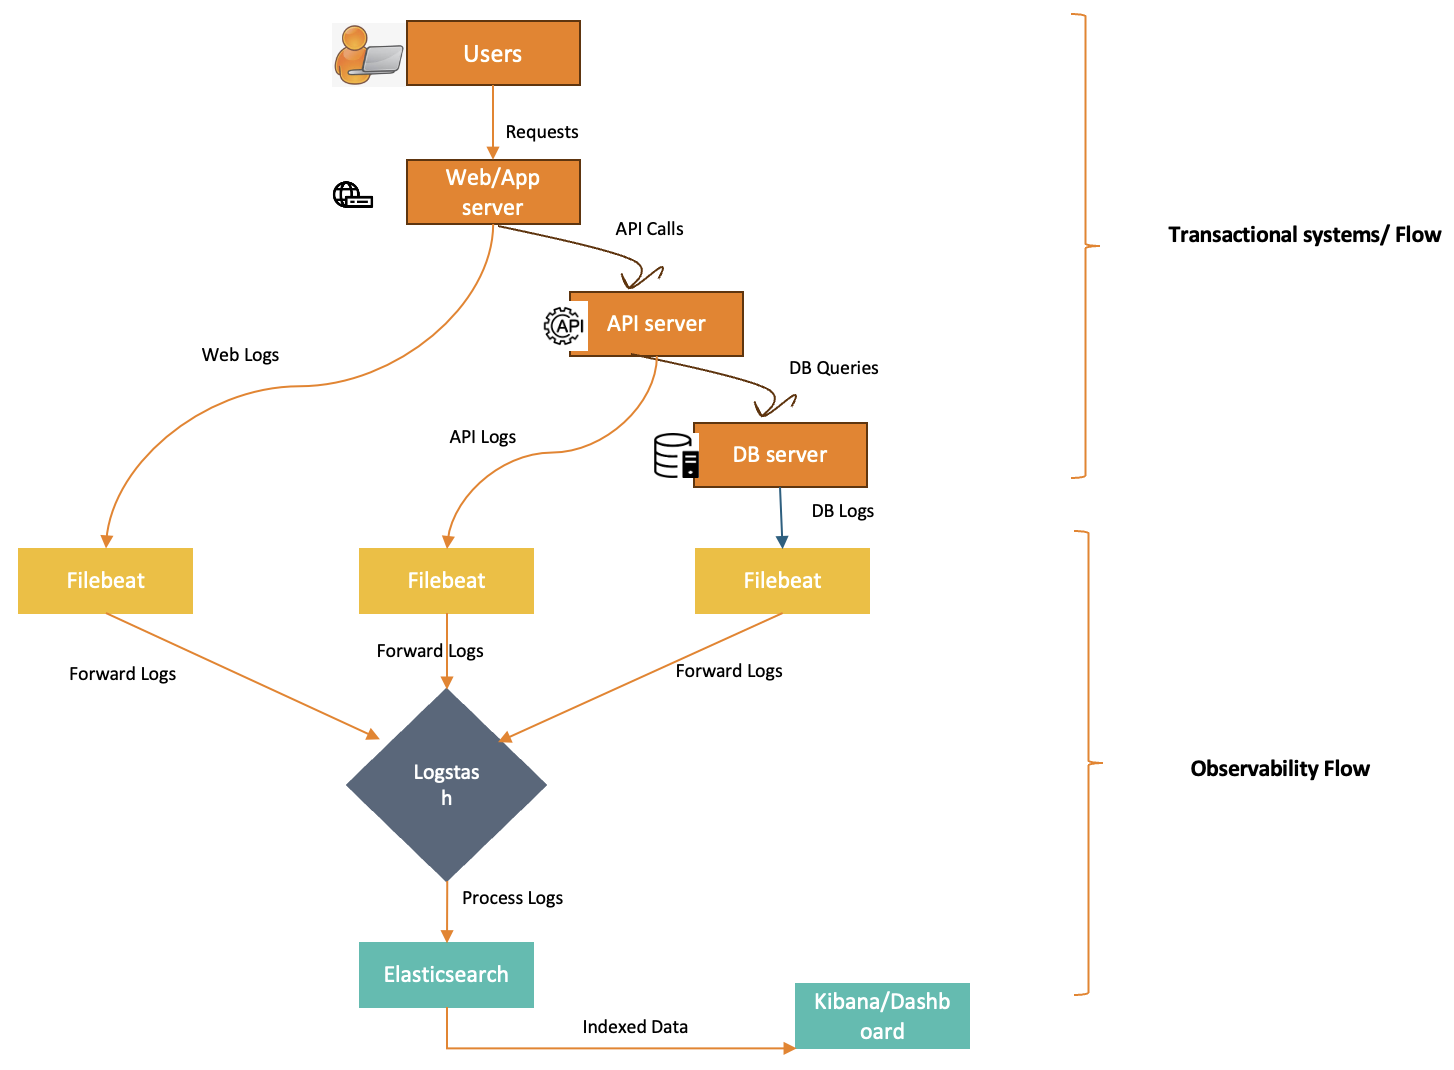 Users
Requests
Web/App
server
API Calls
Transactional systems/ Flow
API
API server
Web Logs
DB Queries
API Logs
DB server
DB Logs
Filebeat
Filebeat
Filebeat
Forward Logs
Forward Logs
Forward Logs
Logstas
h
Observability Flow
Process Logs
Elasticsearch
Kibana/Dashb
oard
Indexed Data